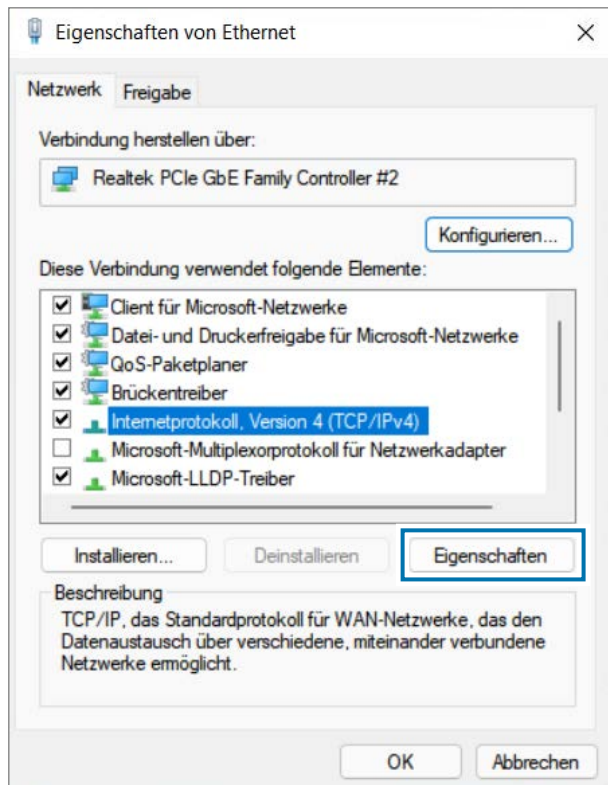 Eigenschaften von Ethernet
Netzwerk Freigabe
Verbindung herstellen über:
Realtek PCIe GbE Family Controller #2
Konfigurieren...
Diese Verbindung verwendet folgende Elemente:
Client für Microsoft-Netzwerke
Datei- und Druckerfreigabe für Microsoft-Netzwerke
QoS-Paketplaner
Brückentreiber
Internetprotokoll, Version 4 (TCP/IPv4)
Microsoft-Multiplexorprotokoll für Netzwerkadapter
Microsoft-LLDP-Treiber
Installieren... Deinstallieren Eigenschaften
Beschreibung
TCP/IP, das Standardprotokoll für WAN-Netzwerke, das den
Datenaustausch über verschiedene, miteinander verbundene
Netzwerke ermöglicht.
OK Abbrechen